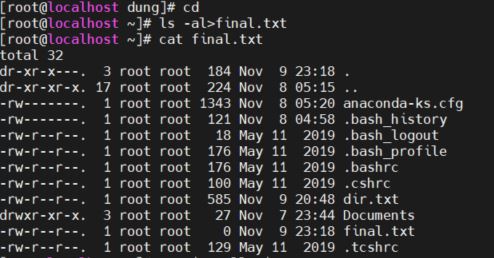 [root@localhost dung]# cd
[root@localhost ~]# ls -al>final.txt
[root@localhost ~]# cat final.txt
total 32
dr-xr-x---.  3 root root  184 Nov  9 23:18 .
dr-xr-xr-x. 17 root root  224 Nov  8 05:15 ..
-rw-------.  1 root root 1343 Nov  8 05:20 anaconda-ks.cfg
-rw-------.  1 root root  121 Nov  8 04:58 .bash_history
-rw-r--r--.  1 root root   18 May 11  2019 .bash_logout
-rw-r--r--.  1 root root  176 May 11  2019 .bash_profile
-rw-r--r--.  1 root root  176 May 11  2019 .bashrc
-rw-r--r--.  1 root root  100 May 11  2019 .cshrc
-rw-r--r--.  1 root root  585 Nov  9 20:48 dir.txt
drwxr-xr-x.  3 root root   27 Nov  7 23:44 Documents
-rw-r--r--.  1 root root    0 Nov  9 23:18 final.txt
-rw-r--r--.  1 root root  129 May 11  2019 .tcshrc